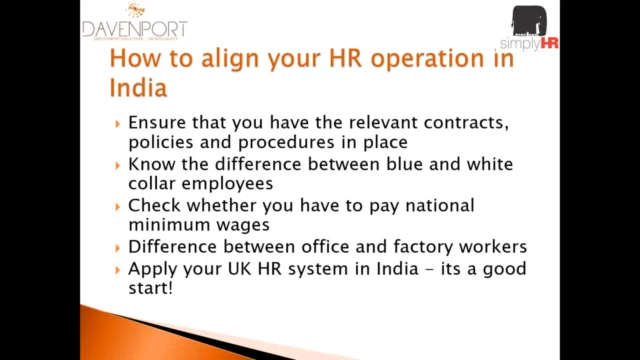 DAVENPORT
simplyHR
How to align your HR operation in
India
Ensure that you have the relevant contracts,
policies and procedures in place
Know the difference between blue and white
collar employees
Check whether you have to pay national
minimum wages
Difference between office and factory workers
Apply your UK HR system in India – its a good
start!